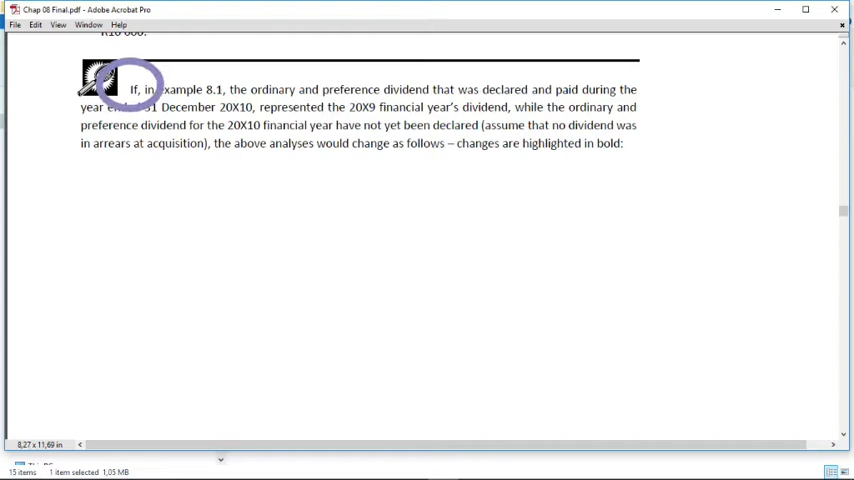 Chap 08 Final.pdf - Adobe Acrobat Pro
File Edit View Window Help
R10 000.
If, in example 8.1, the ordinary and preference dividend that was declared and paid during the
year ended 31 December 20X10, represented the 20X9 financial year's dividend, while the ordinary and
preference dividend for the 20X10 financial year have not yet been declared (assume that no dividend was
in arrears at acquisition), the above analyses would change as follows – changes are highlighted in bold:
8,27 x 11,69 in
15 items 1 item selected 1,05 MB